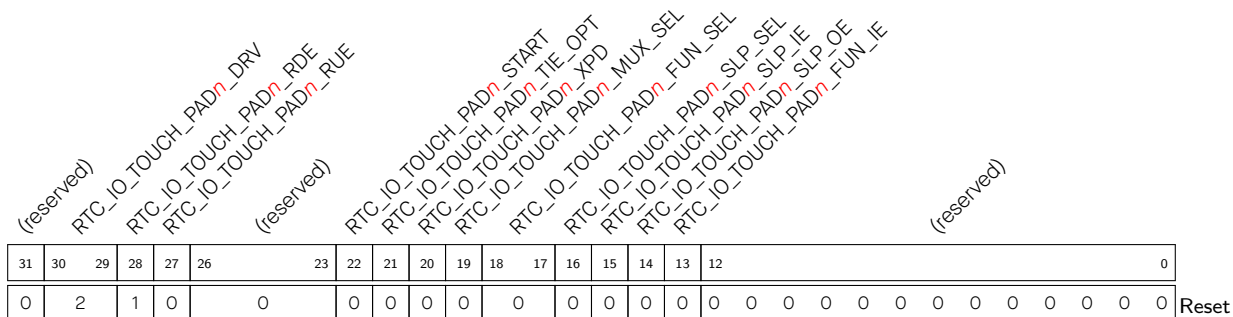 (reserved)
RTC_IO_TOUCH_PADn_DRV
RTC_IO_TOUCH_PADn_RDE
RTC_IO_TOUCH_PADn_RUE
(reserved)
RTC_IO_TOUCH_PADn_START
RTC_IO_TOUCH_PADn_TIE_OPT
RTC_IO_TOUCH_PADn_XPD
RTC_IO_TOUCH_PADn_MUX_SEL
RTC_IO_TOUCH_PADn_FUN_SEL
RTC_IO_TOUCH_PADn_SLP_SEL
RTC_IO_TOUCH_PADn_SLP_IE
RTC_IO_TOUCH_PADn_SLP_OE
RTC_IO_TOUCH_PADn_FUN_IE
(reserved)
31 30 29 28 27 26 23 22 21 20 19 18 17 16 15 14 13 12 0
0 2 1 0 0 0 0 0 0 0 0 0 0 0 0 0 0 0 0 0 0 0 0 0 0 0 0 Reset